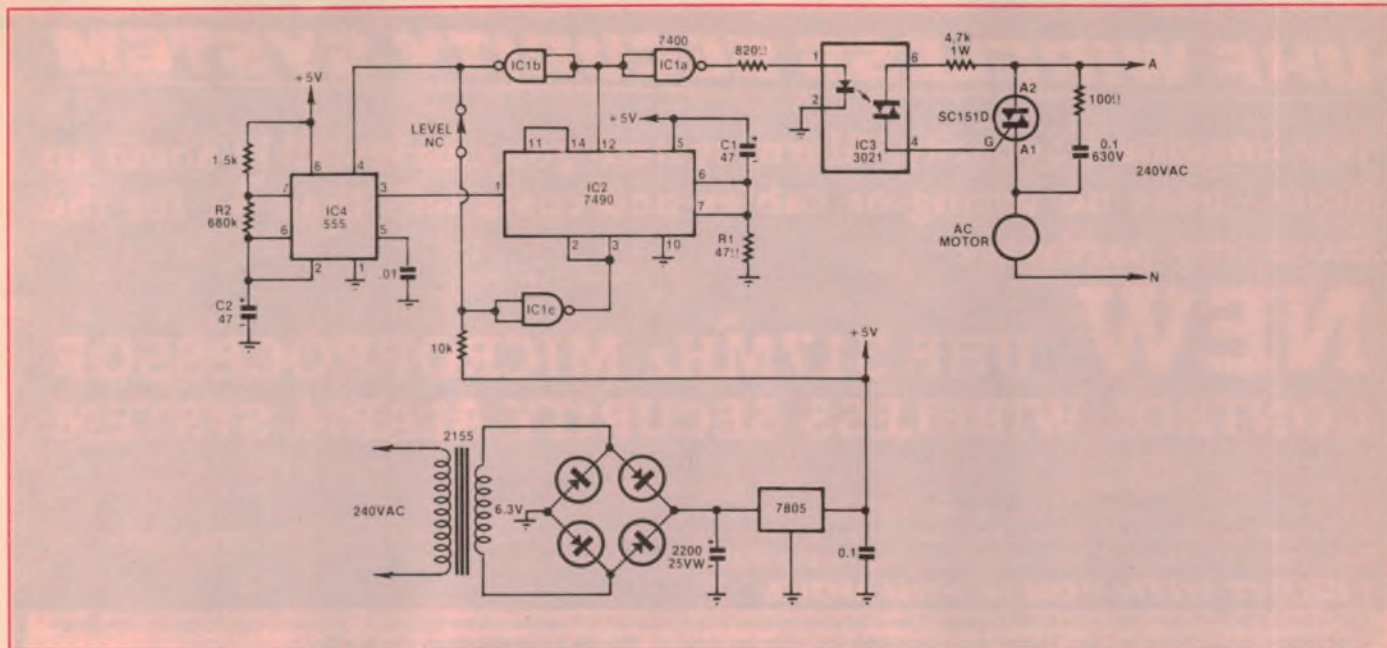 +5V
1.5k
R2
680k
C2
47
7
6
2
1
4
3
5
IC4
555
.01
LEVEL
NC
IC1b
7400
IC1a
820Ω
IC1c
10k
11
14
12
5
1
6
7
2
3
10
IC2
7490
+5V
C1
47
R1
47Ω
1
2
6
4
IC3
3021
4.7k
1W
SC151D
A2
G
A1
100Ω
0.1
630V
A
240VAC
AC
MOTOR
N
+5V
240VAC
2155
6.3V
2200
25VW
7805
0.1